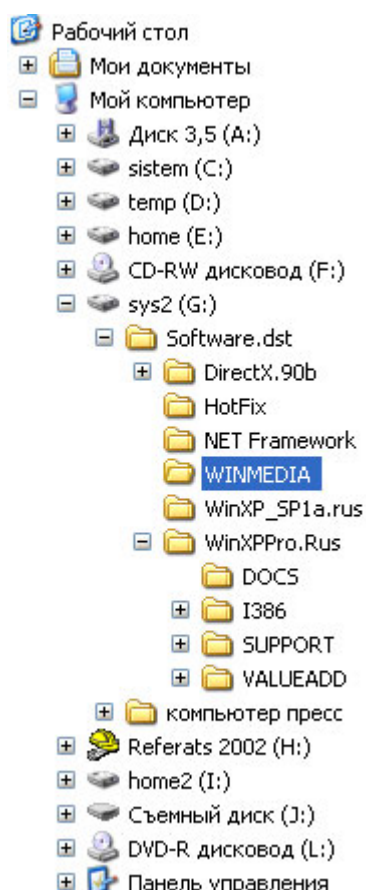 Рабочий стол
Мои документы
Мой компьютер
Диск 3,5 (A:)
sistem (C:)
temp (D:)
home (E:)
CD-RW дисковод (F:)
sys2 (G:)
Software.dst
DirectX.90b
HotFix
NET Framework
WINMEDIA
WinXP_SP1a.rus
WinXPPro.Rus
DOCS
I386
SUPPORT
VALUEADD
компьютер пресс
Referats 2002 (H:)
home2 (I:)
Съемный диск (J:)
DVD-R дисковод (L:)
Панель управления